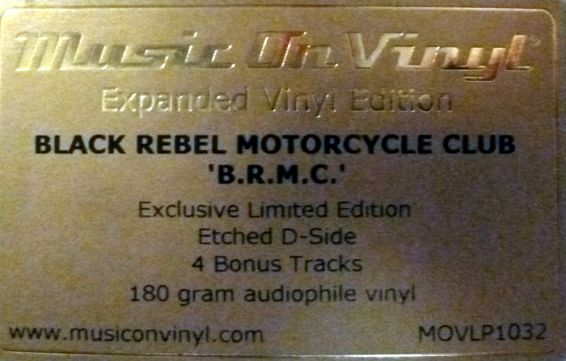 Music On Vinyl®
Expanded Vinyl Edition
BLACK REBEL MOTORCYCLE CLUB
'B.R.M.C.'
Exclusive Limited Edition
Etched D-Side
4 Bonus Tracks
180 gram audiophile vinyl
www.musiconvinyl.com MOVLP1032